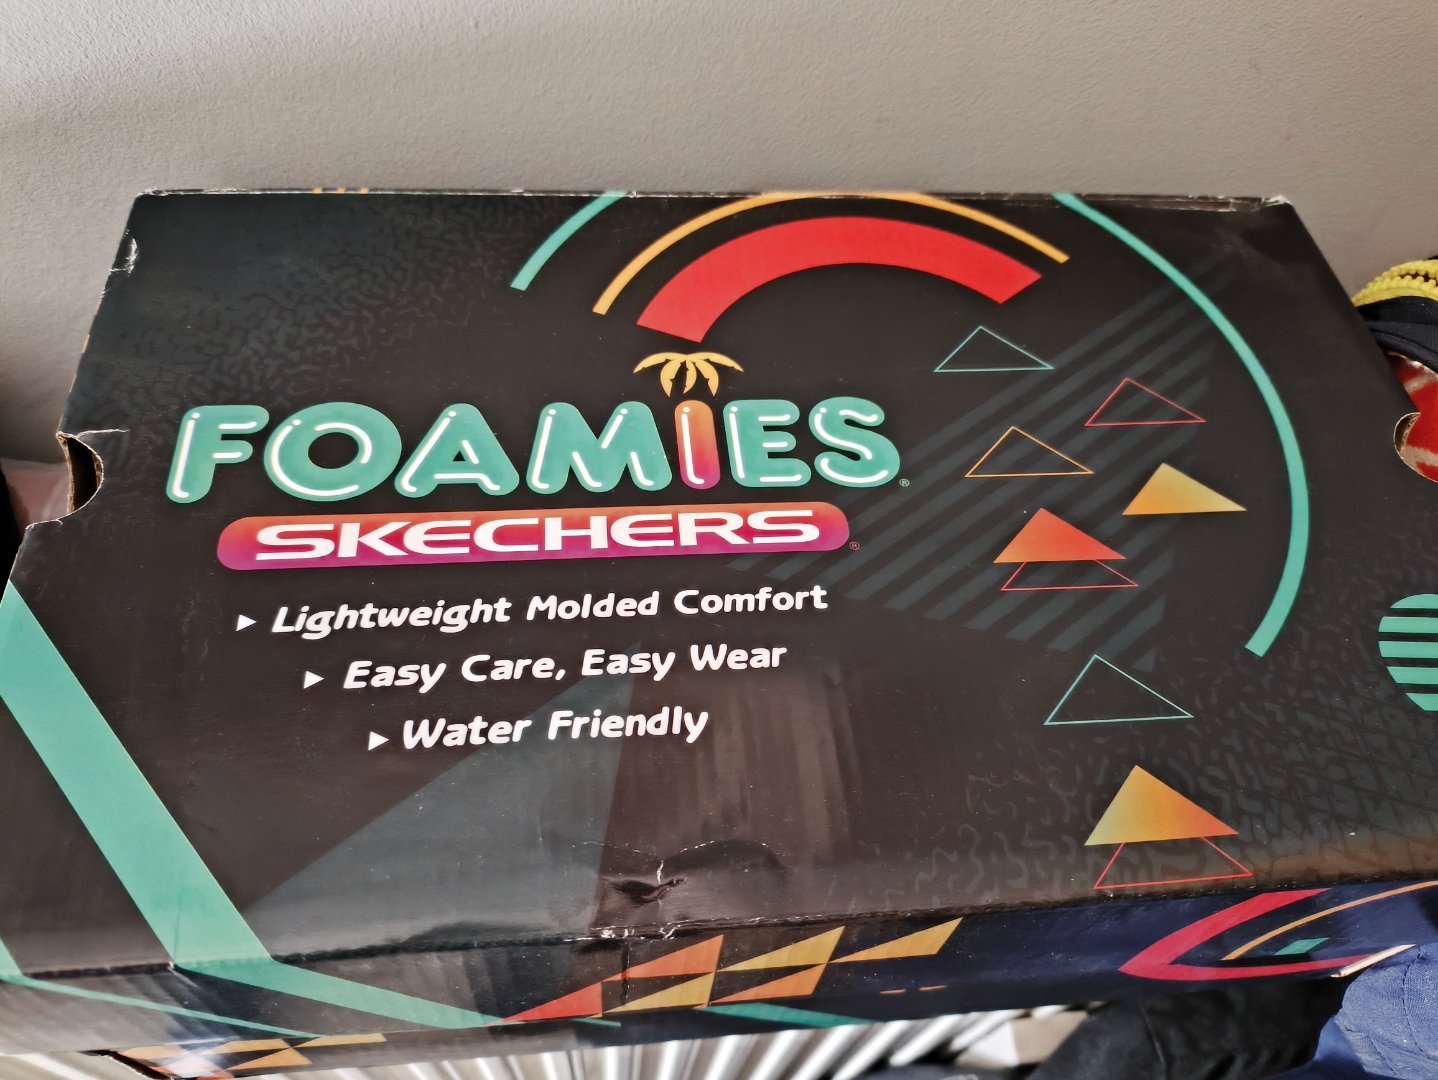 FOAMIES®
SKECHERS®
▸ Lightweight Molded Comfort
▸ Easy Care, Easy Wear
▸ Water Friendly